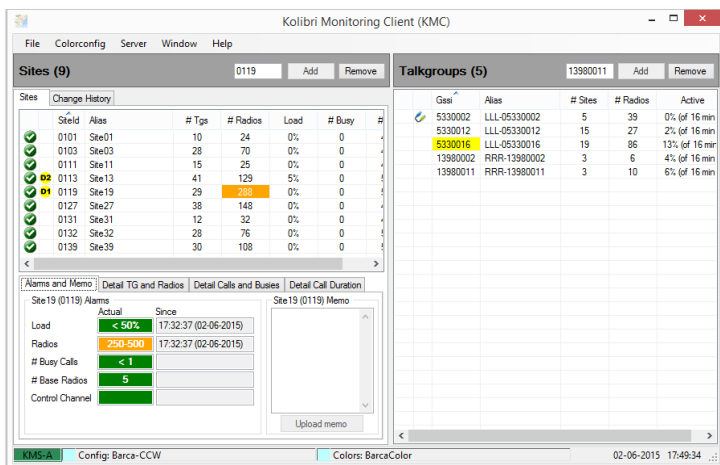 Kolibri Monitoring Client (KMC)
File Colorconfig Server Window Help
Sites (9) 0119 Add Remove
Sites Change History
SiteId Alias # Tgs # Radios Load # Busy #
0101 Site01 10 24 0% 0
0103 Site03 28 70 0% 0
0111 Site11 15 25 0% 0
D2 0113 Site13 41 129 5% 0
D1 0119 Site19 29 288 0% 0
0127 Site27 38 148 0% 0
0131 Site31 12 32 0% 0
0132 Site32 28 76 0% 0
0139 Site39 30 108 0% 0
Alarms and Memo Detail TG and Radios Detail Calls and Busies Detail Call Duration
Site19 (0119) Alarms
Actual Since
Load < 50% 17:32:37 (02-06-2015)
Radios 250-500 17:32:37 (02-06-2015)
# Busy Calls < 1
# Base Radios 5
Control Channel
Site19 (0119) Memo
Upload memo
Talkgroups (5) 13980011 Add Remove
Gssi Alias # Sites # Radios Active
5330002 LLL-05330002 5 39 0% (of 16 min
5330012 LLL-05330012 15 27 2% (of 16 min
5330016 LLL-05330016 19 86 13% (of 16 min
13980002 RRR-13980002 3 6 4% (of 16 min
13980011 RRR-13980011 3 10 6% (of 16 min
KMS-A Config: Barca-CCW Colors: BarcaColor 02-06-2015 17:49:34